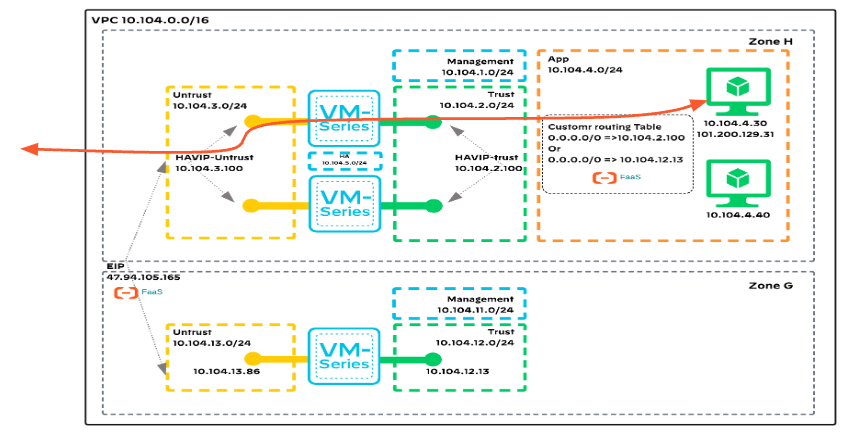 VPC 10.104.0.0/16
Zone H
Management
10.104.1.0/24
App
10.104.4.0/24
Untrust
10.104.3.0/24
VM-
Series
Trust
10.104.2.0/24
10.104.4.30
101.200.129.31
Customr routing Table
0.0.0.0/0 =>10.104.2.100
Or
0.0.0.0/0 => 10.104.12.13
FaaS
HAVIP-Untrust
10.104.3.100
HA
10.104.5.0/24
HAVIP-trust
10.104.2.100
VM-
Series
10.104.4.40
EIP
47.94.105.165
FaaS
Zone G
Management
10.104.11.0/24
Untrust
10.104.13.0/24
VM-
Series
Trust
10.104.12.0/24
10.104.13.86
10.104.12.13